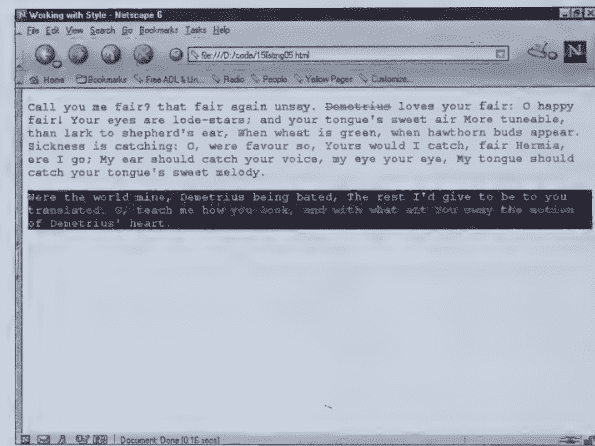 Working with Style - Netscape 6
File Edit View Search Go Bookmarks Tasks Help
file:///D:/code/15listing05.html
Home Bookmarks Free AOL & Un... Radio People Yellow Pages Customize...
Call you me fair? that fair again unsay. Demetrius loves your fair: O happy
fair! Your eyes are lode-stars; and your tongue's sweet air More tuneable,
than lark to shepherd's ear, When wheat is green, when hawthorn buds appear.
Sickness is catching: O, were favour so, Yours would I catch, fair Hermia,
ere I go; My ear should catch your voice, my eye your eye, My tongue should
catch your tongue's sweet melody.
Were the world mine, Demetrius being bated, The rest I'd give to be to you
translated. O, teach me how you look, and with what art You sway the motion
of Demetrius' heart.
Document: Done (0.16 secs)